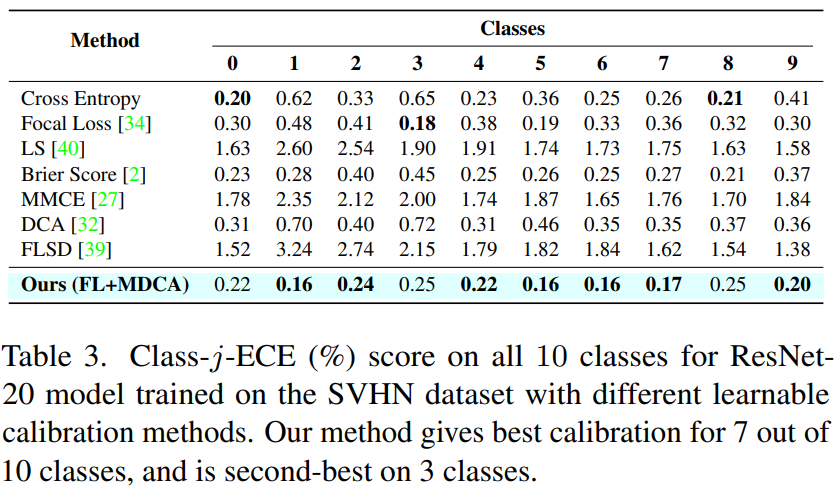 Method Classes
0 1 2 3 4 5 6 7 8 9
Cross Entropy 0.20 0.62 0.33 0.65 0.23 0.36 0.25 0.26 0.21 0.41
Focal Loss [34] 0.30 0.48 0.41 0.18 0.38 0.19 0.33 0.36 0.32 0.30
LS [40] 1.63 2.60 2.54 1.90 1.91 1.74 1.73 1.75 1.63 1.58
Brier Score [2] 0.23 0.28 0.40 0.45 0.25 0.26 0.25 0.27 0.21 0.37
MMCE [27] 1.78 2.35 2.12 2.00 1.74 1.87 1.65 1.76 1.70 1.84
DCA [32] 0.31 0.70 0.40 0.72 0.31 0.46 0.35 0.35 0.37 0.36
FLSD [39] 1.52 3.24 2.74 2.15 1.79 1.82 1.84 1.62 1.54 1.38
Ours (FL+MDCA) 0.22 0.16 0.24 0.25 0.22 0.16 0.16 0.17 0.25 0.20
Table 3. Class-j-ECE (%) score on all 10 classes for ResNet-
20 model trained on the SVHN dataset with different learnable
calibration methods. Our method gives best calibration for 7 out of
10 classes, and is second-best on 3 classes.